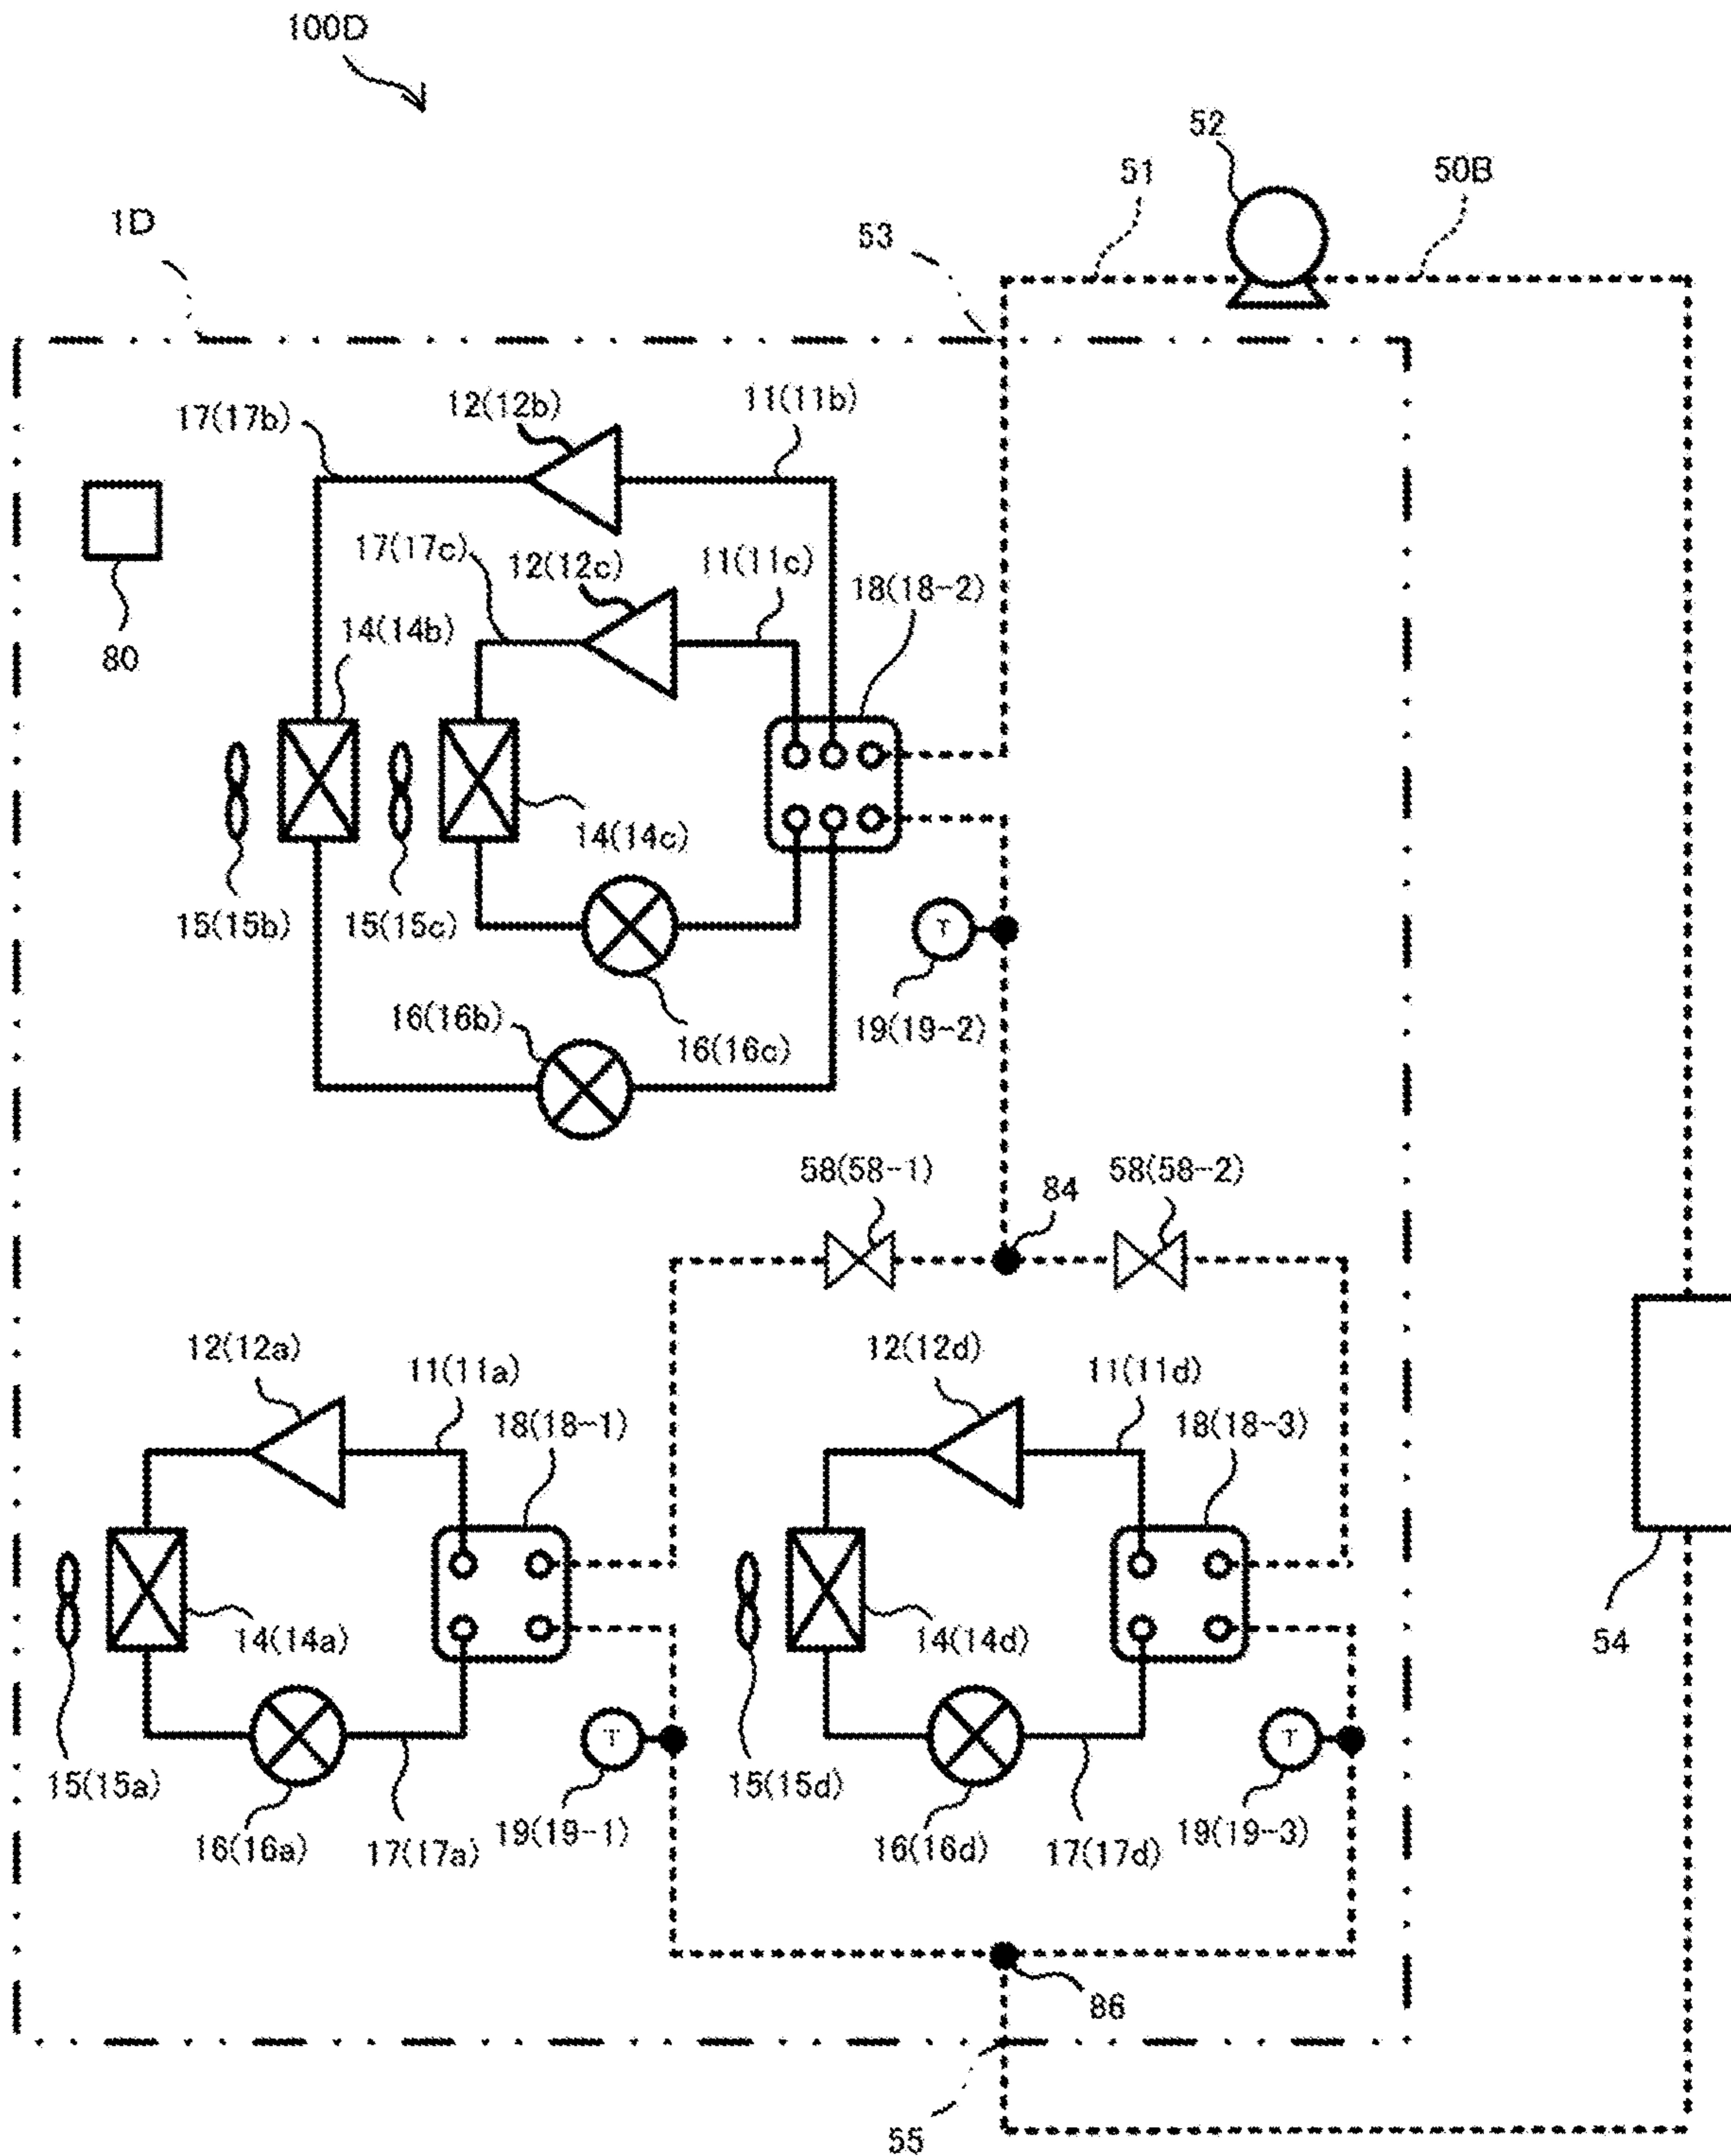 100D
52
51
50B
1D
53
17(17b)
12(12b)
11(11b)
17(17c)
12(12c)
11(11c)
18(18-2)
80
14(14b)
14(14c)
15(15b)
15(15c)
T
16(16b)
16(16c)
19(19-2)
58(58-1)
84
58(58-2)
12(12a)
11(11a)
18(18-1)
12(12d)
11(11d)
18(18-3)
14(14a)
14(14d)
54
T
T
15(15a)
16(16a)
17(17a)
19(19-1)
15(15d)
16(16d)
17(17d)
19(19-3)
86
55